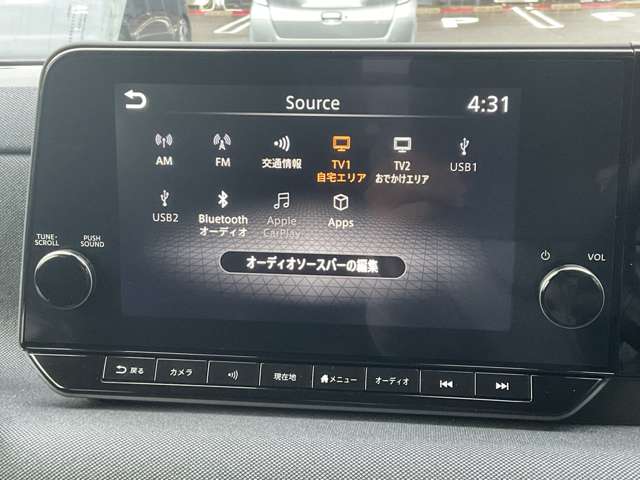 Source
4:31
AM
FM
交通情報
TV1
自宅エリア
TV2
おでかけエリア
USB1
USB2
Bluetooth
オーディオ
Apple
CarPlay
Apps
オーディオソースバーの編集
TUNE・
SCROLL
PUSH
SOUND
VOL
戻る
カメラ
現在地
メニュー
オーディオ